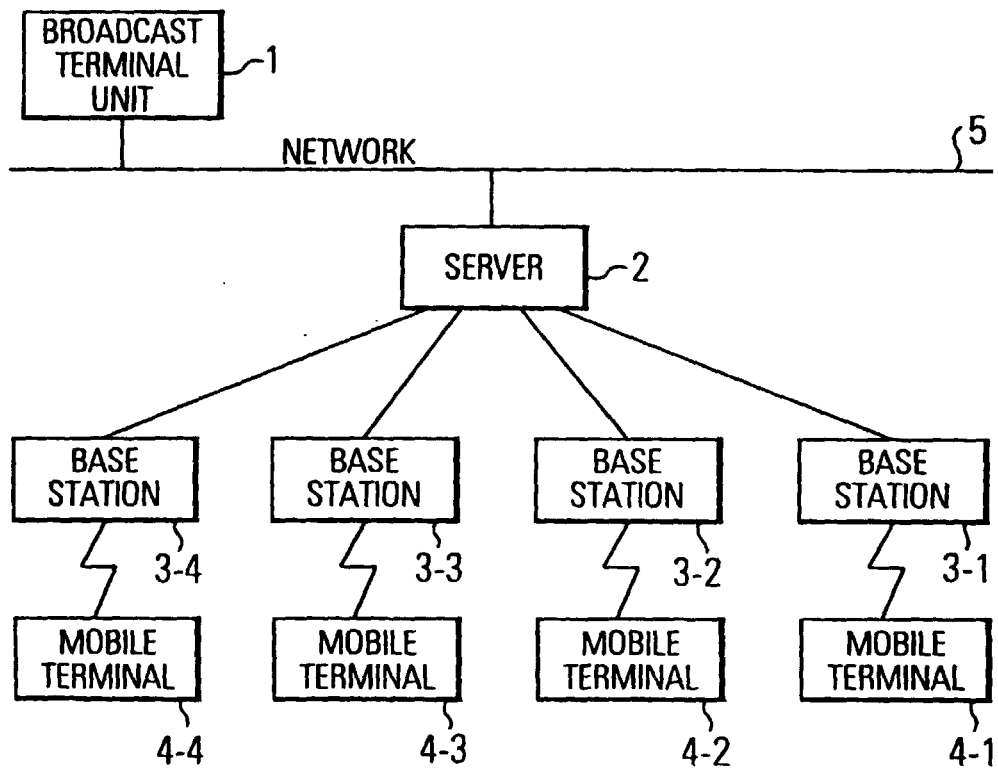 BROADCAST
TERMINAL
UNIT
1
NETWORK
5
SERVER
2
BASE
STATION
3-4
BASE
STATION
3-3
BASE
STATION
3-2
BASE
STATION
3-1
MOBILE
TERMINAL
4-4
MOBILE
TERMINAL
4-3
MOBILE
TERMINAL
4-2
MOBILE
TERMINAL
4-1